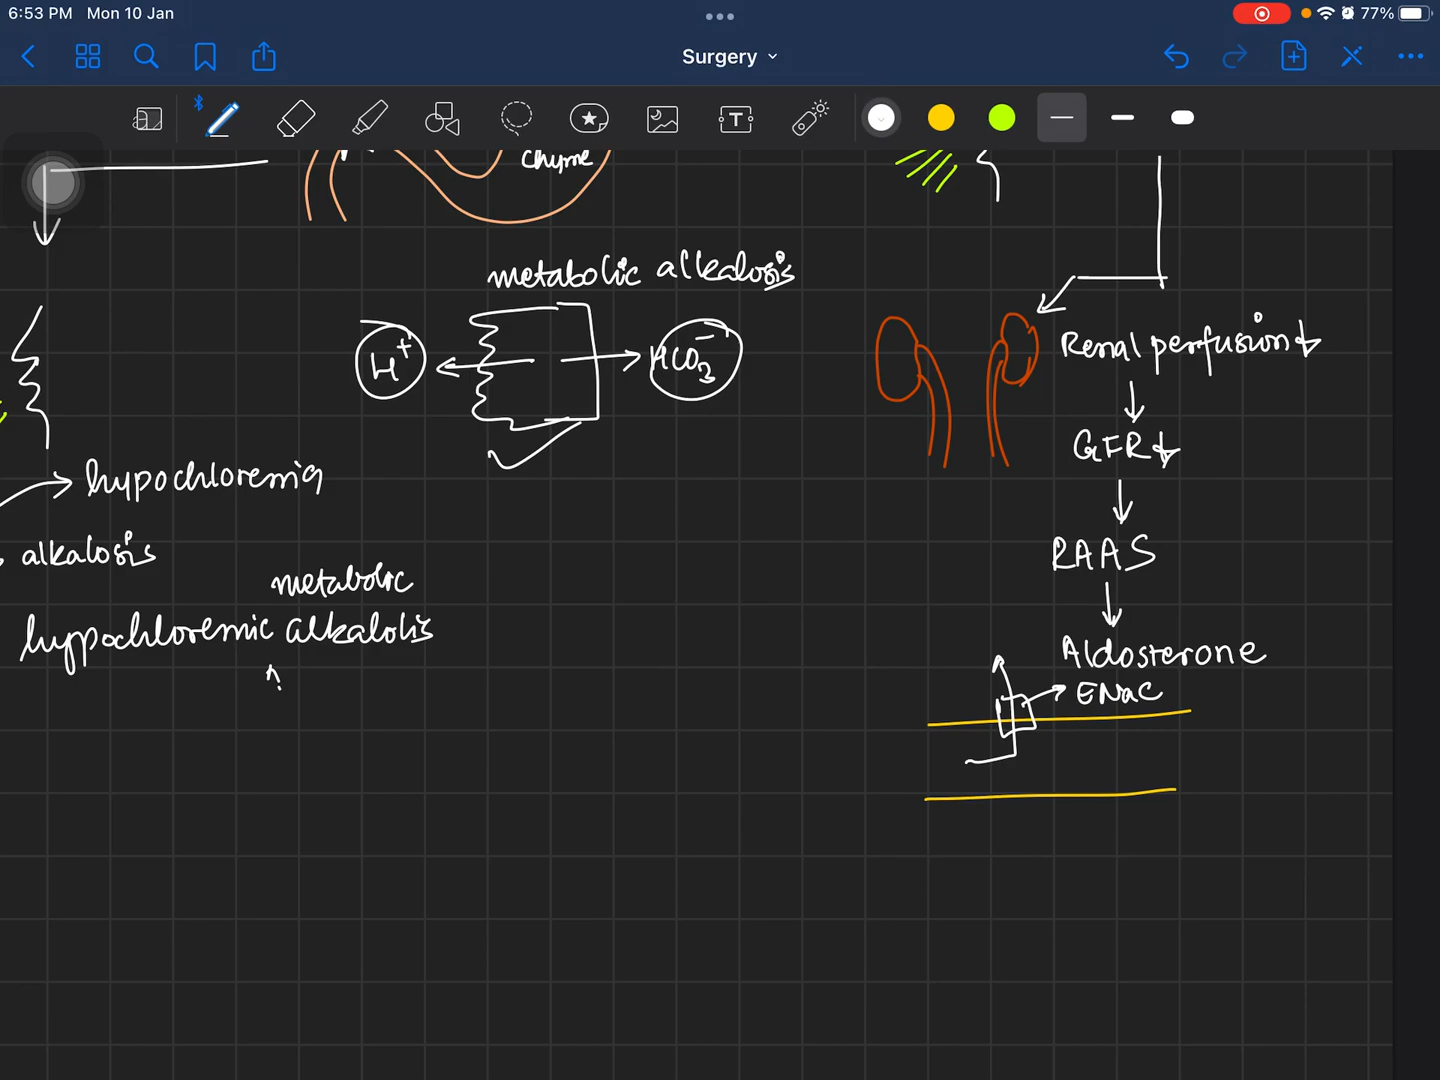 6:53 PM Mon 10 Jan
77%
Surgery
T
chyme
metabolic alkalosis
H+
HCO3-
Renal perfusion↓
GFR↓
hypochloremia
alkalosis
RAAS
metabolic
hypochloremic alkalolis
Aldosterone
ENaC